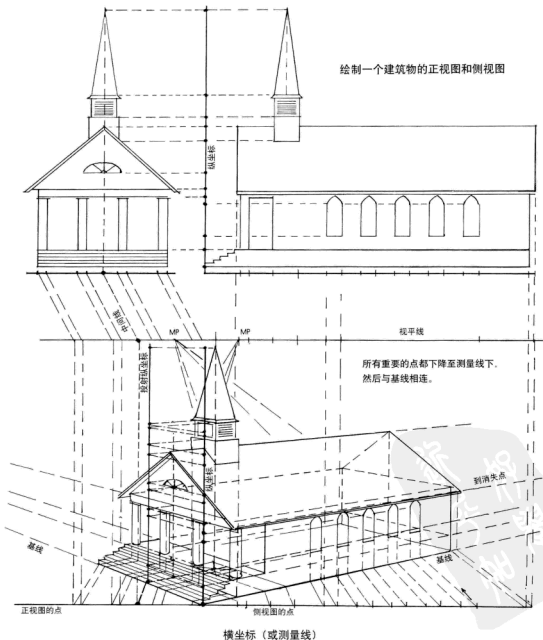 绘制一个建筑物的正视图和侧视图
纵坐标
中间线
MP
MP
视平线
所有重要的点都下降至测量线下，
然后与基线相连。
投射纵坐标
纵坐标
到消失点
基线
基线
正视图的点
侧视图的点
横坐标（或测量线）